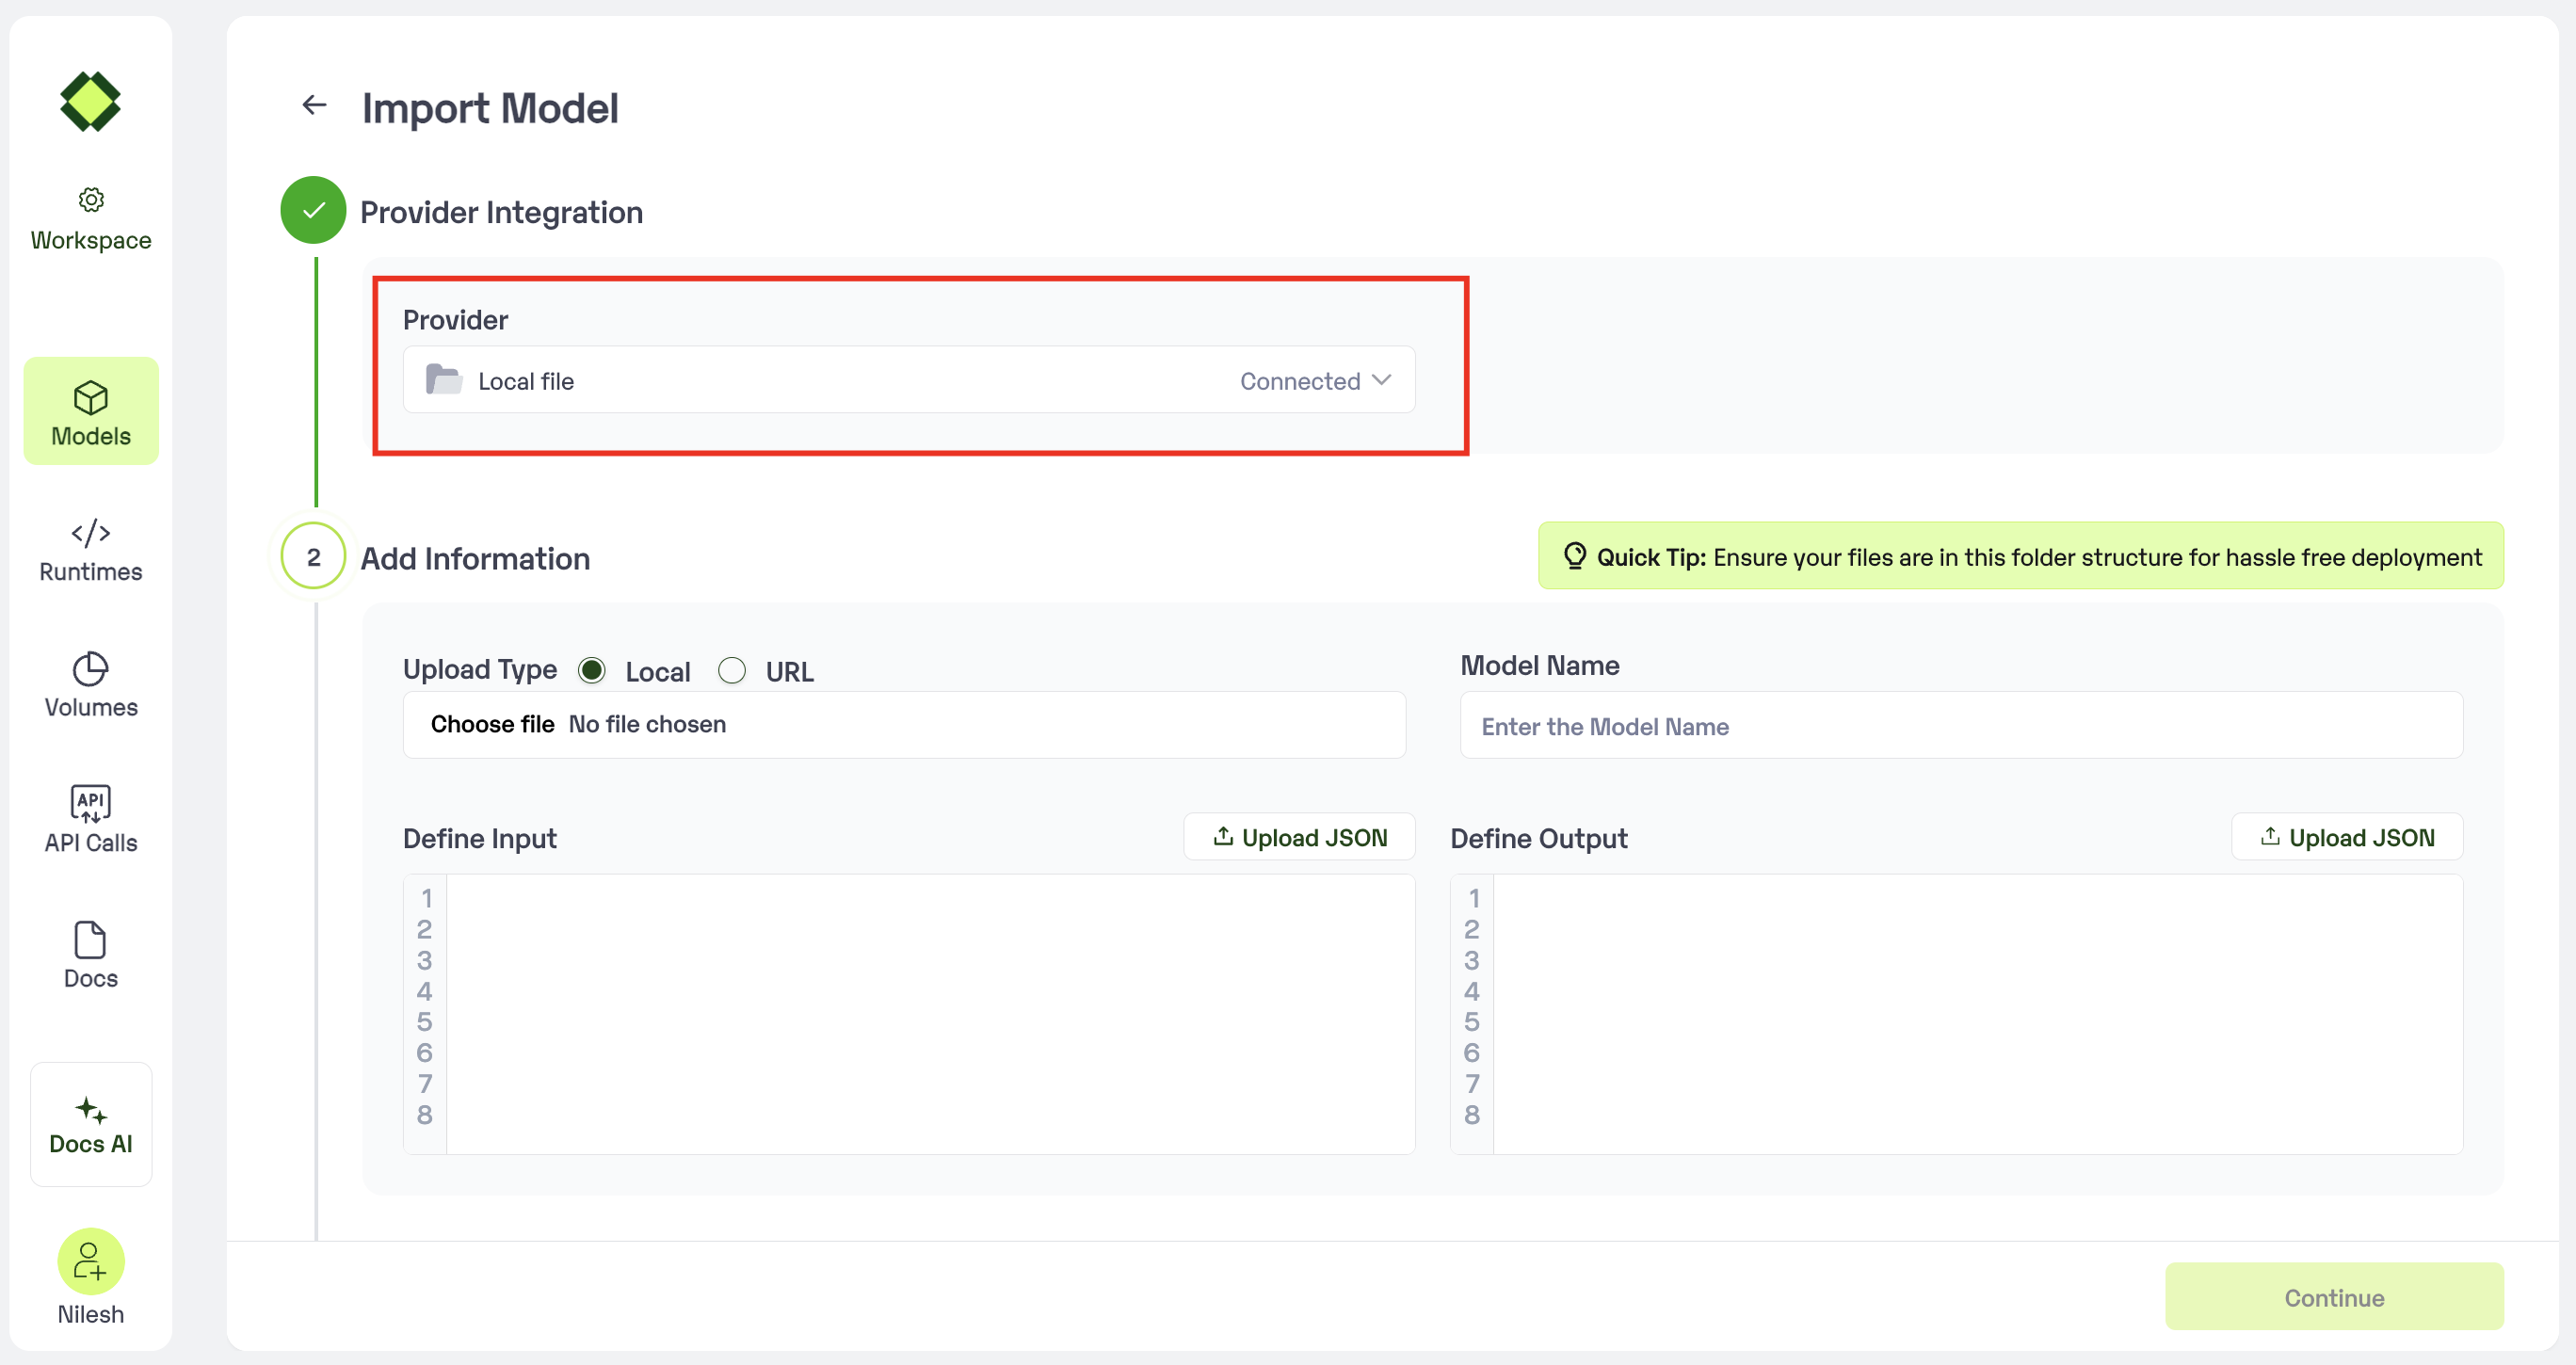 Workspace
Models
Runtimes
Volumes
API
API Calls
Docs
Docs AI
Nilesh
Import Model
Provider Integration
Provider
Local file Connected
2 Add Information
Quick Tip: Ensure your files are in this folder structure for hassle free deployment
Upload Type Local URL
Choose file No file chosen
Model Name
Enter the Model Name
Define Input Upload JSON
1
2
3
4
5
6
7
8
Define Output Upload JSON
1
2
3
4
5
6
7
8
Continue